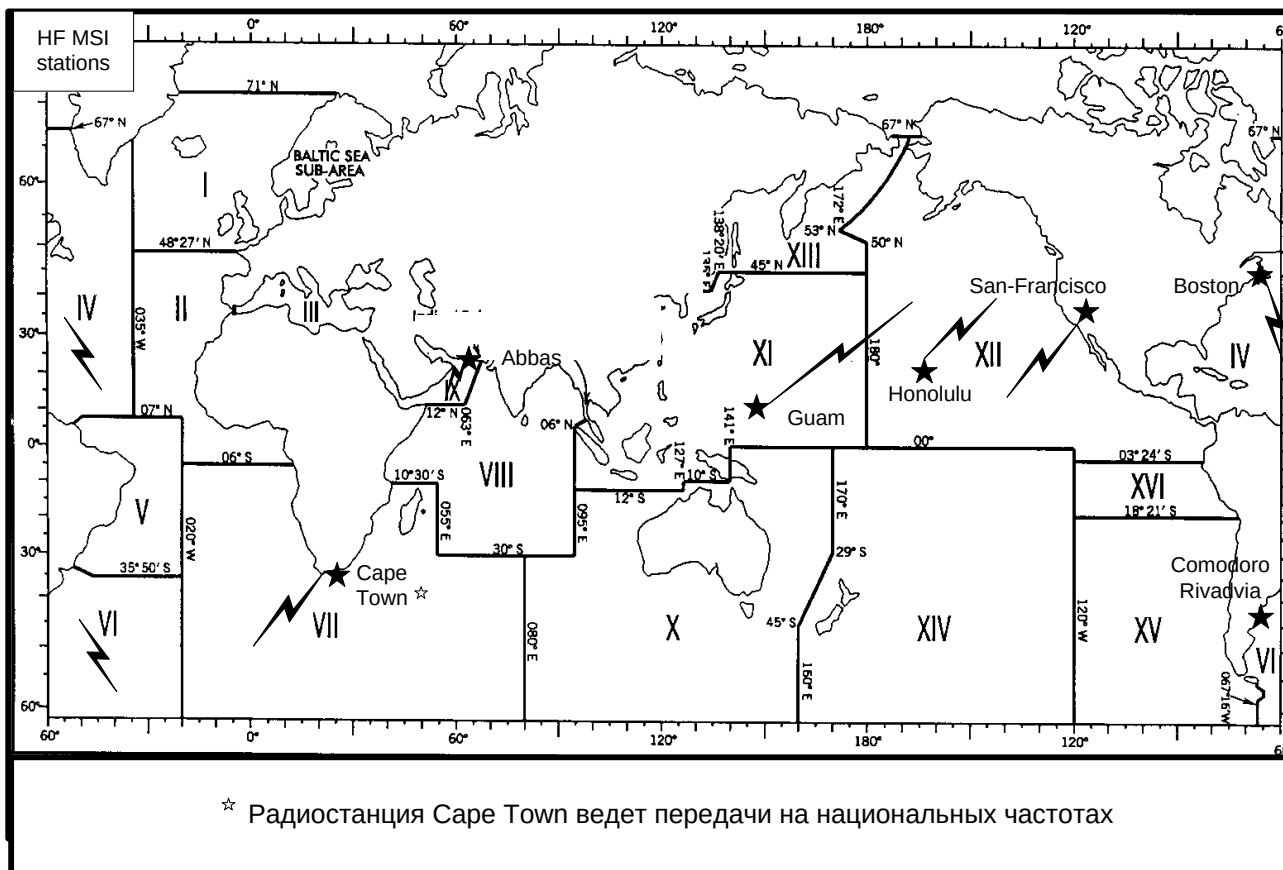 HF MSI
stations
0° 60° 120° 180° 120° 60
71° N
67° N
67° N
67° N
BALTIC SEA
SUB-AREA
60°
I
172° E
138°20' E
53° N
50° N
48°27' N
XIII
45° N
San-Francisco
Boston
IV
035° W
II
III
30°
XI
180°
XII
IV
Abbas
IX
Honolulu
Guam
12° N
063° E
07° N
06° N
141° E
0°
00°
127° E
06° S
03° 24' S
10° 30' S
VIII
10° S
12° S
XVI
V
020° W
055° E
095° E
170° E
18° 21' S
30°
30° S
29° S
35° 50' S
Cape
Town ☆
Comodoro
Rivadvia
VI
VII
080° E
X
45° S
XIV
120° W
XV
VI
160° E
067°16'W
60°
60 0° 60° 120° 180° 120° 6
☆ Радиостанция Cape Town ведет передачи на национальных частотах